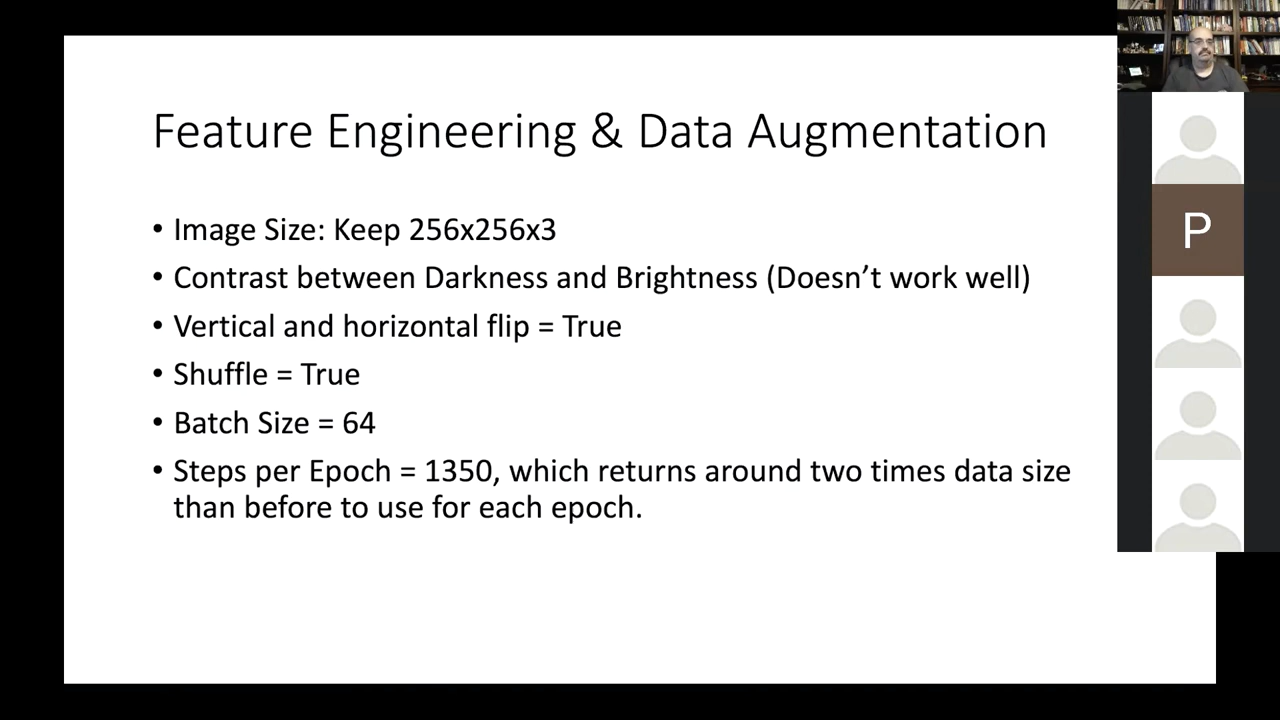 Feature Engineering & Data Augmentation
• Image Size: Keep 256x256x3
• Contrast between Darkness and Brightness (Doesn’t work well)
• Vertical and horizontal flip = True
• Shuffle = True
• Batch Size = 64
• Steps per Epoch = 1350, which returns around two times data size
than before to use for each epoch.
P